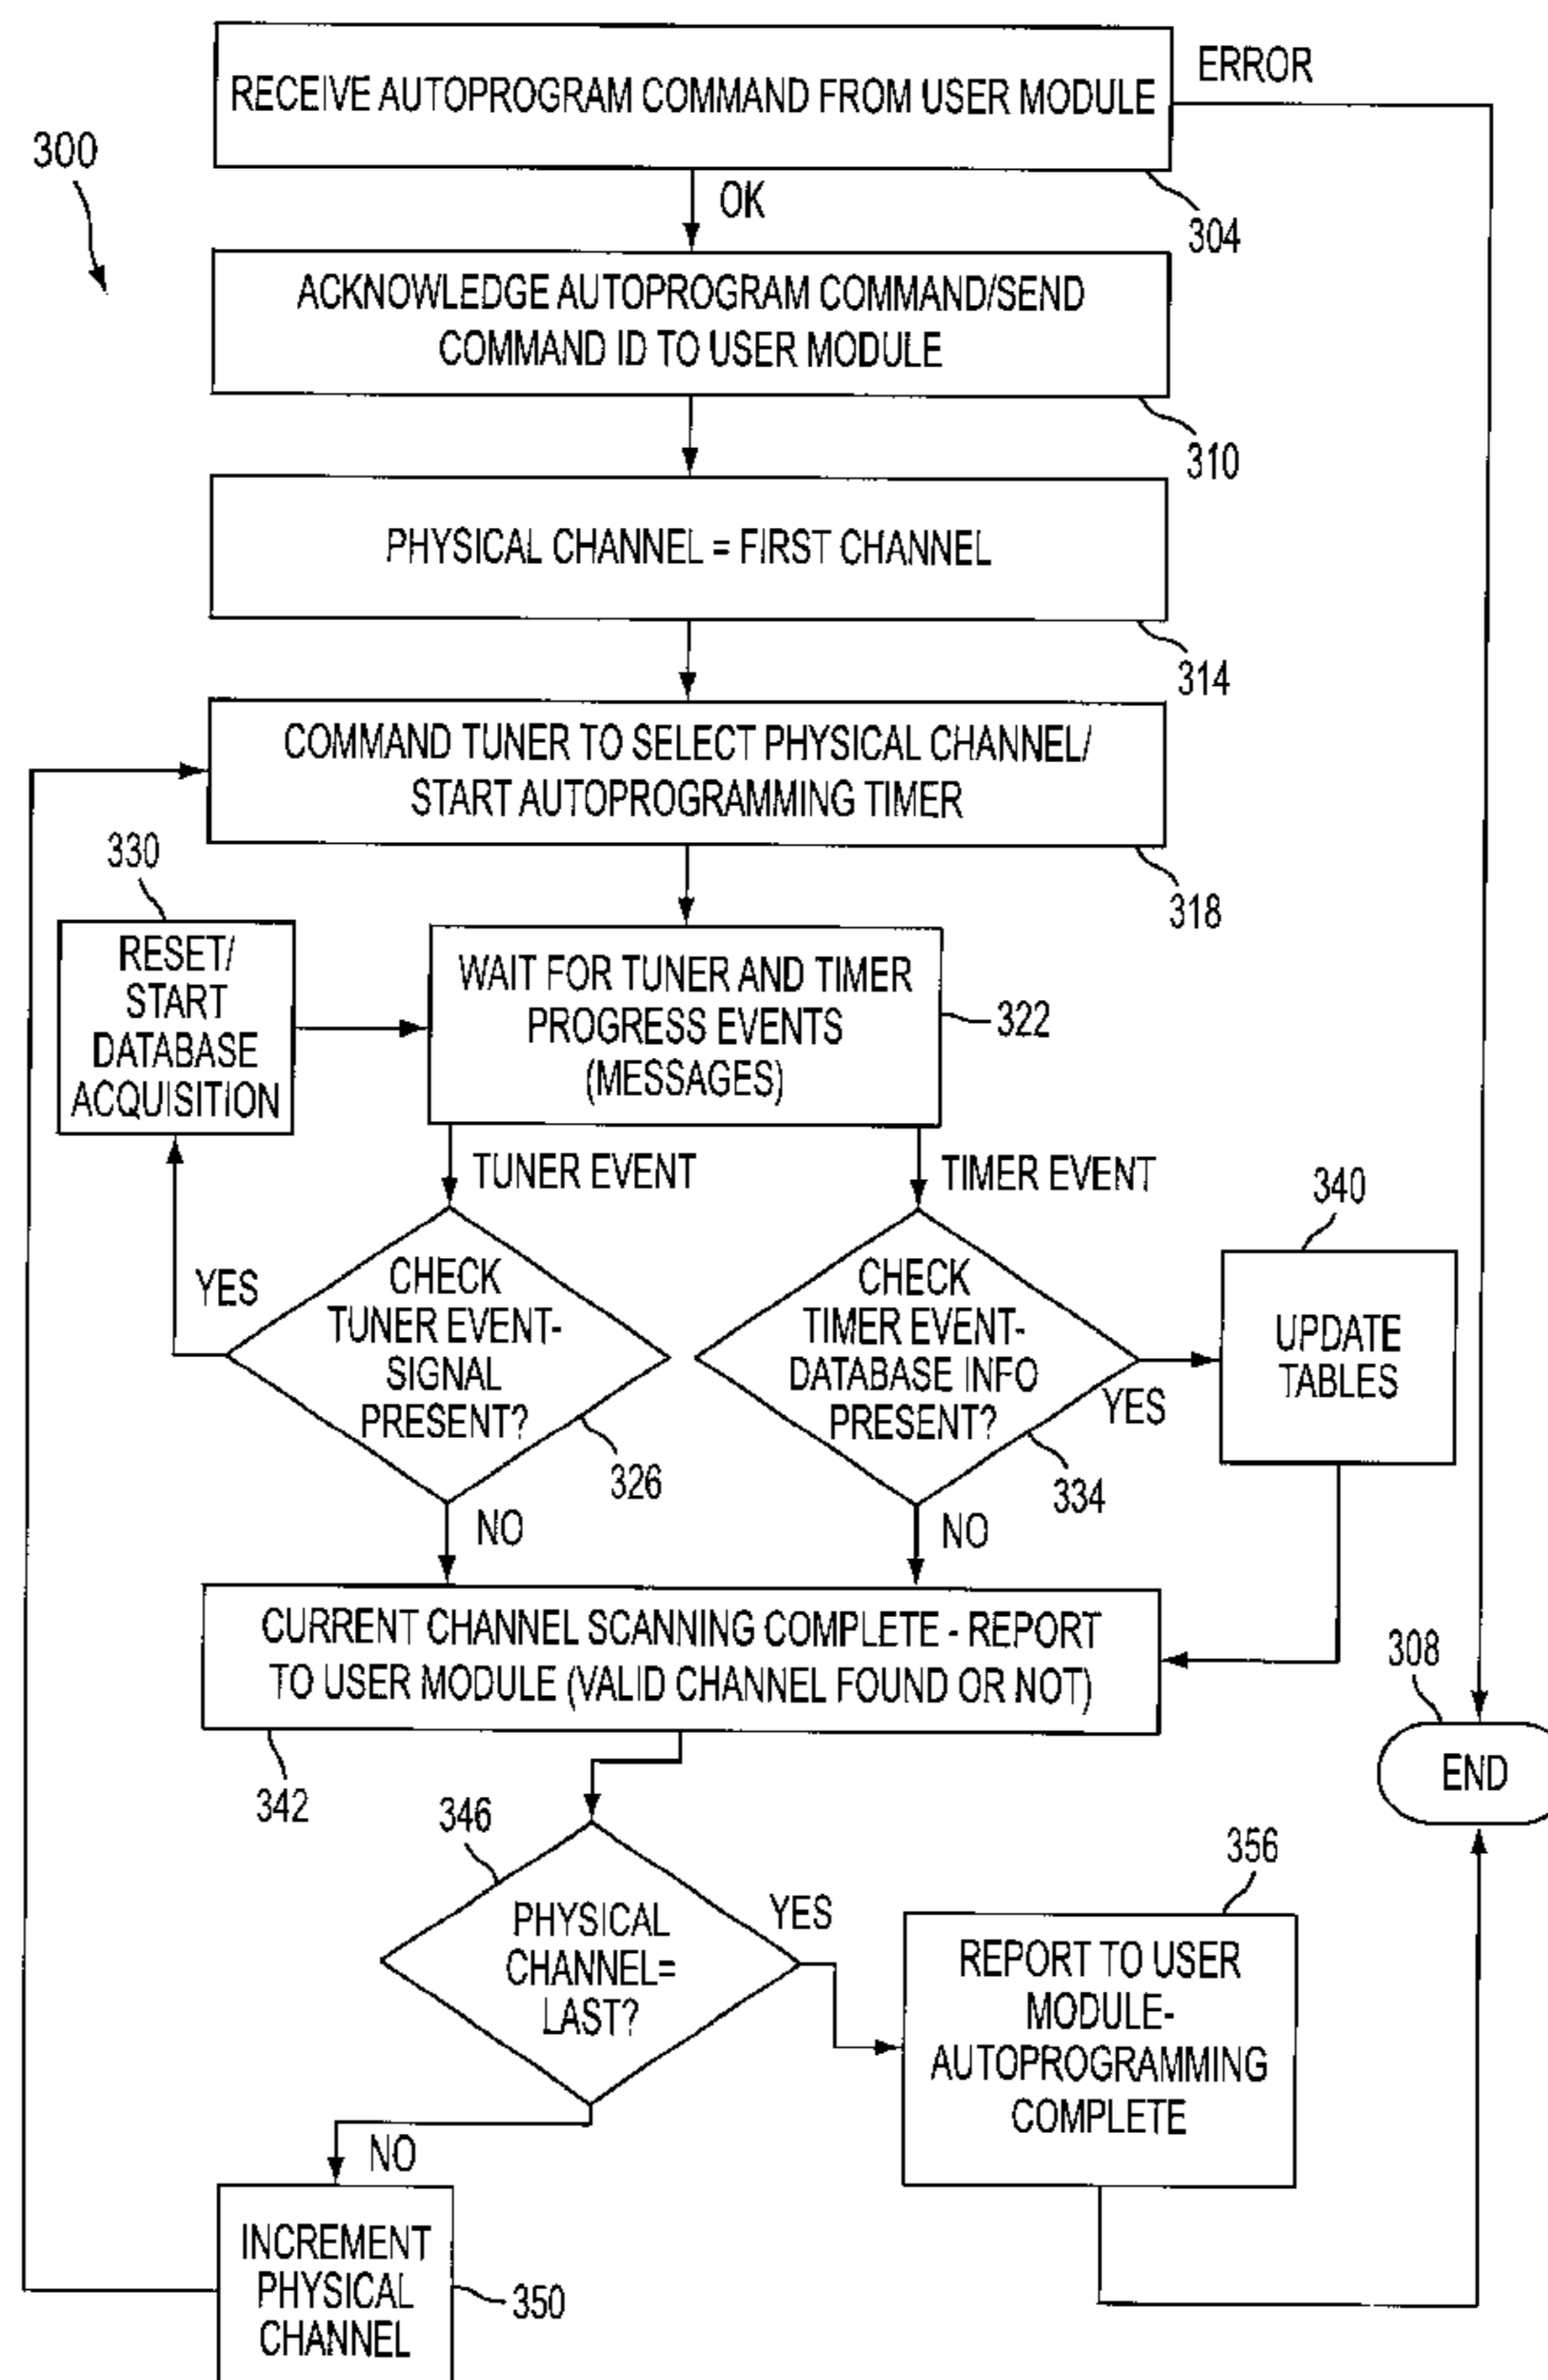 RECEIVE AUTOPROGRAM COMMAND FROM USER MODULE
ERROR
300
OK
304
ACKNOWLEDGE AUTOPROGRAM COMMAND/SEND
COMMAND ID TO USER MODULE
310
PHYSICAL CHANNEL = FIRST CHANNEL
314
COMMAND TUNER TO SELECT PHYSICAL CHANNEL/
START AUTOPROGRAMMING TIMER
318
330
RESET/
START
DATABASE
ACQUISITION
WAIT FOR TUNER AND TIMER
PROGRESS EVENTS
(MESSAGES)
322
TUNER EVENT
TIMER EVENT
340
YES
CHECK
TUNER EVENT-
SIGNAL
PRESENT?
326
NO
CHECK
TIMER EVENT-
DATABASE INFO
PRESENT?
YES
334
NO
UPDATE
TABLES
CURRENT CHANNEL SCANNING COMPLETE - REPORT
TO USER MODULE (VALID CHANNEL FOUND OR NOT)
342
308
END
346
PHYSICAL
CHANNEL=
LAST?
YES
356
REPORT TO USER
MODULE-
AUTOPROGRAMMING
COMPLETE
NO
INCREMENT
PHYSICAL
CHANNEL
350